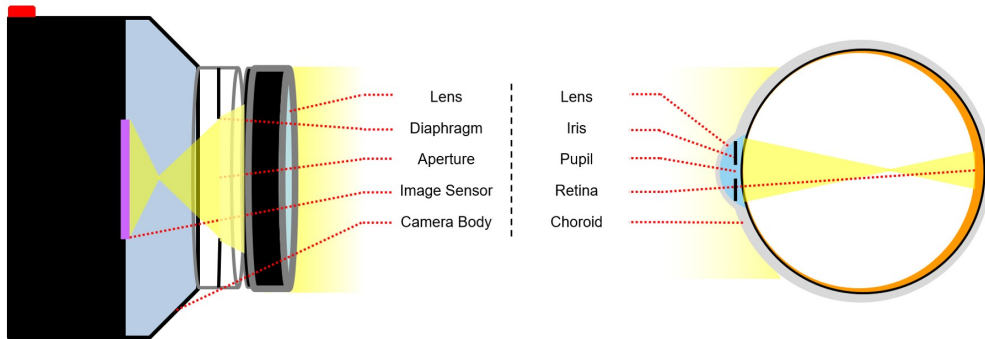 Lens
Diaphragm
Aperture
Image Sensor
Camera Body
Lens
Iris
Pupil
Retina
Choroid